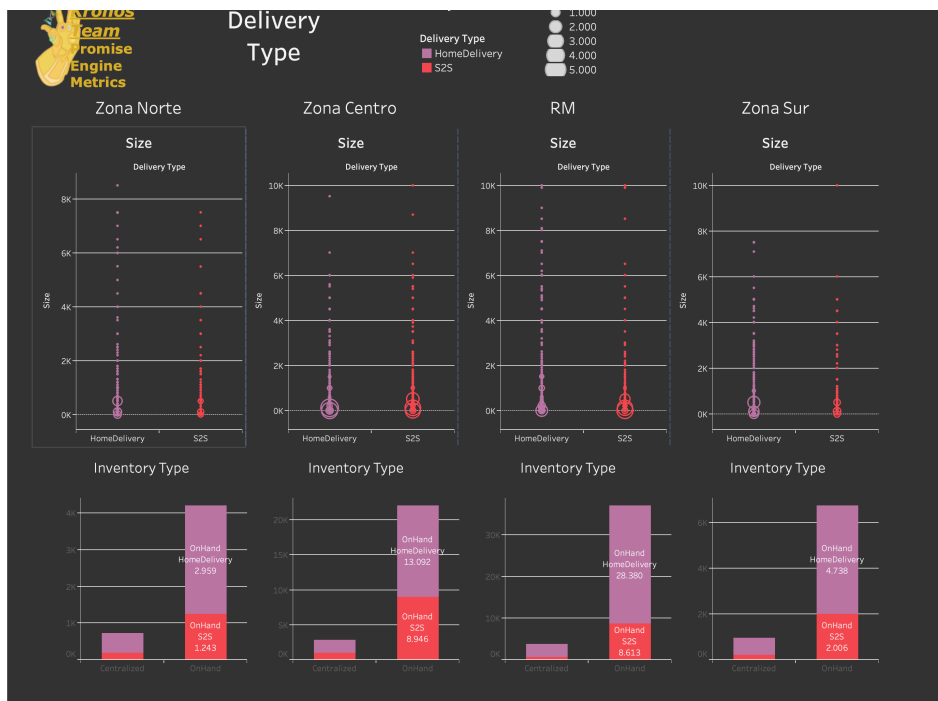 Kronos
Team
Promise
Engine
Metrics
Delivery
Type
Delivery Type
HomeDelivery
S2S
1.000
2.000
3.000
4.000
5.000
Zona Norte
Zona Centro
RM
Zona Sur
Size
Size
Size
Size
Delivery Type
Delivery Type
Delivery Type
Delivery Type
8K
6K
4K
2K
0K
Size
HomeDelivery
S2S
10K
8K
6K
4K
2K
0K
Size
HomeDelivery
S2S
10K
8K
6K
4K
2K
0K
Size
HomeDelivery
S2S
10K
8K
6K
4K
2K
0K
Size
HomeDelivery
S2S
Inventory Type
Inventory Type
Inventory Type
Inventory Type
4K
3K
2K
1K
0K
OnHand
HomeDelivery
2.959
OnHand
S2S
1.243
Centralized
OnHand
20K
15K
10K
5K
0K
OnHand
HomeDelivery
13.092
OnHand
S2S
8.946
Centralized
OnHand
30K
20K
10K
0K
OnHand
HomeDelivery
28.380
OnHand
S2S
8.613
Centralized
OnHand
6K
4K
2K
0K
OnHand
HomeDelivery
4.738
OnHand
S2S
2.006
Centralized
OnHand